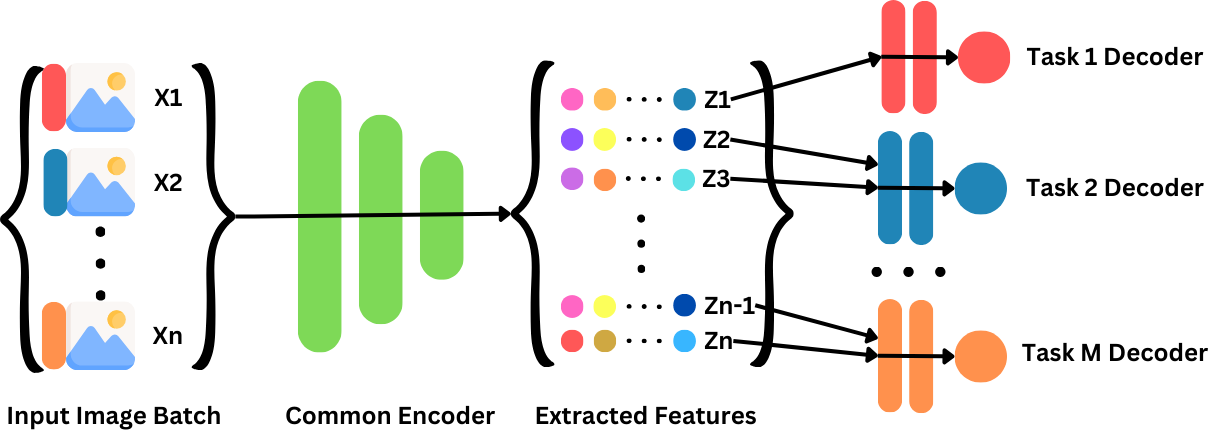 X1
X2
Xn
Z1
Z2
Z3
Zn-1
Zn
Task 1 Decoder
Task 2 Decoder
Task M Decoder
Input Image Batch
Common Encoder
Extracted Features